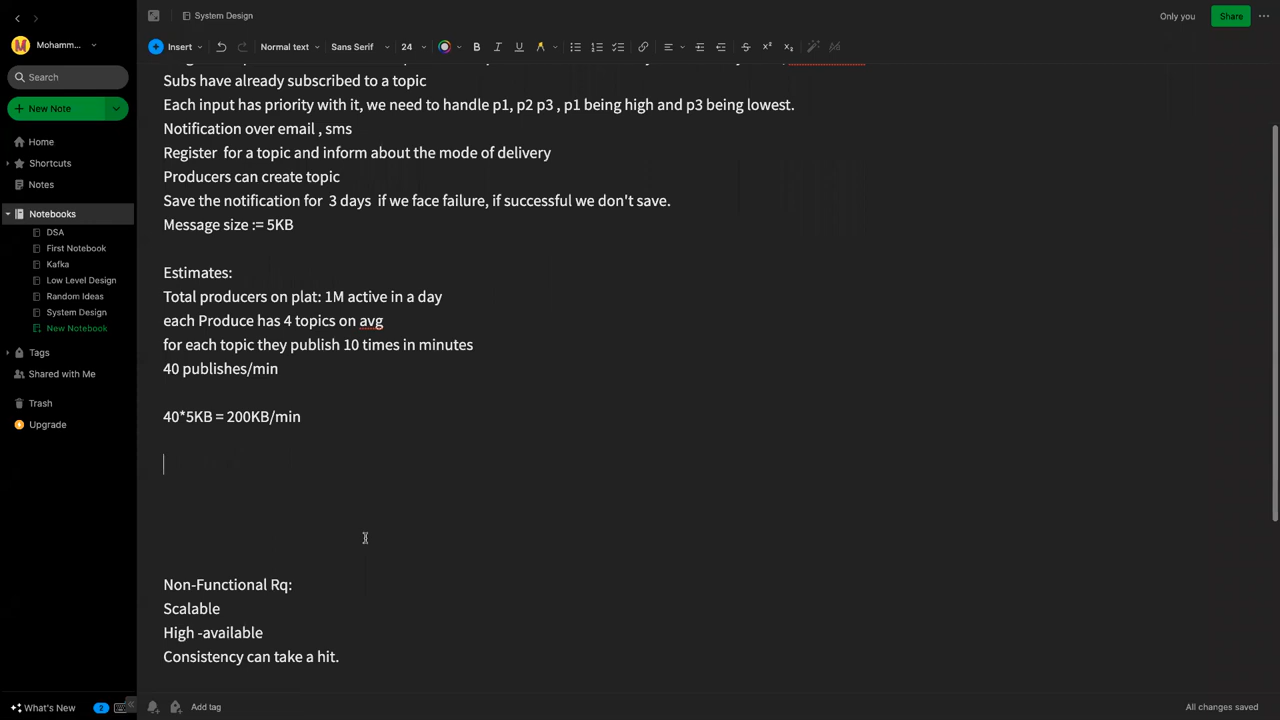 System Design
Only you
Share
Mohamm...
Insert
Normal text
Sans Serif
24
Search
New Note
Home
Shortcuts
Notes
Notebooks
DSA
First Notebook
Kafka
Low Level Design
Random Ideas
System Design
New Notebook
Tags
Shared with Me
Trash
Upgrade
What's New
2
Subs have already subscribed to a topic
Each input has priority with it, we need to handle p1, p2 p3 , p1 being high and p3 being lowest.
Notification over email , sms
Register for a topic and inform about the mode of delivery
Producers can create topic
Save the notification for 3 days if we face failure, if successful we don't save.
Message size := 5KB
Estimates:
Total producers on plat: 1M active in a day
each Produce has 4 topics on avg
for each topic they publish 10 times in minutes
40 publishes/min
40*5KB = 200KB/min
Non-Functional Rq:
Scalable
High -available
Consistency can take a hit.
Add tag
All changes saved